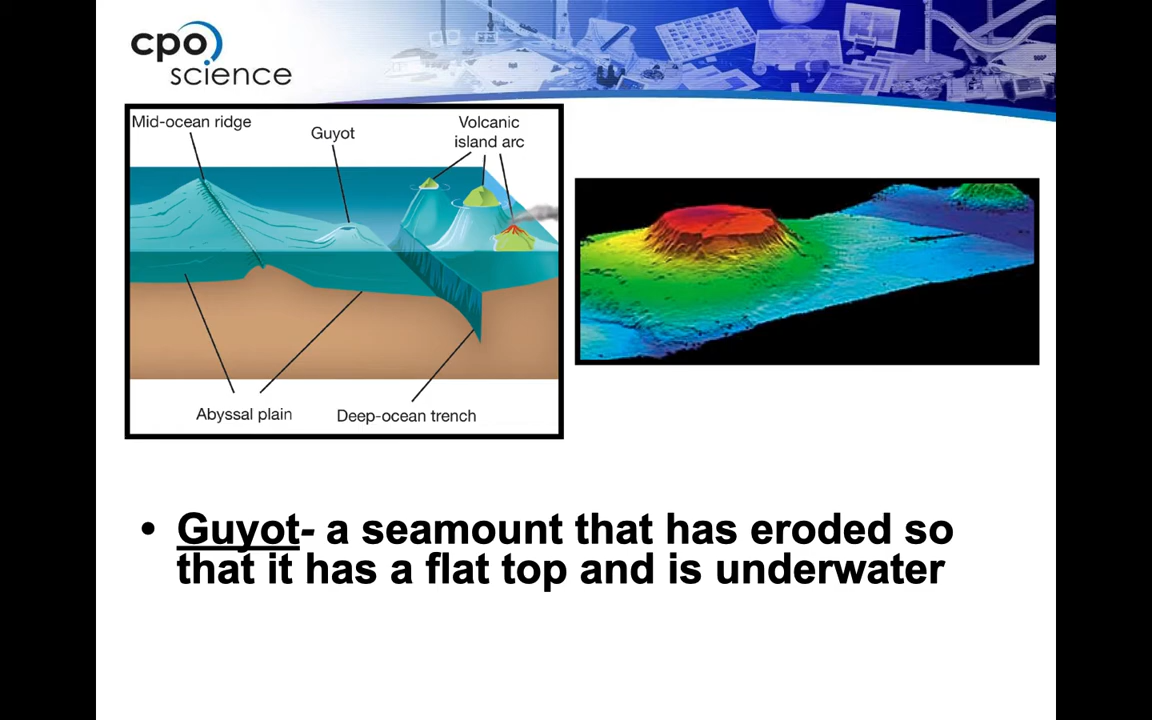 cpo
science
Mid-ocean ridge
Guyot
Volcanic
island arc
Abyssal plain
Deep-ocean trench
• Guyot- a seamount that has eroded so
that it has a flat top and is underwater